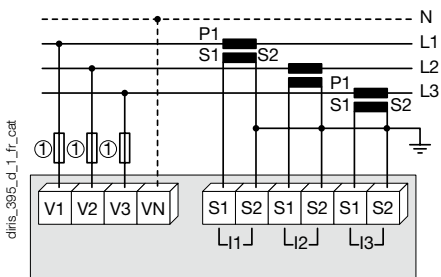 N
P1
L1
S1 S2
L2
P1
L3
S1 S2
① ① ①
diris_395_d_1_fr_cat
V1 V2 V3 VN S1 S2 S1 S2 S1 S2
I1 I2 I3